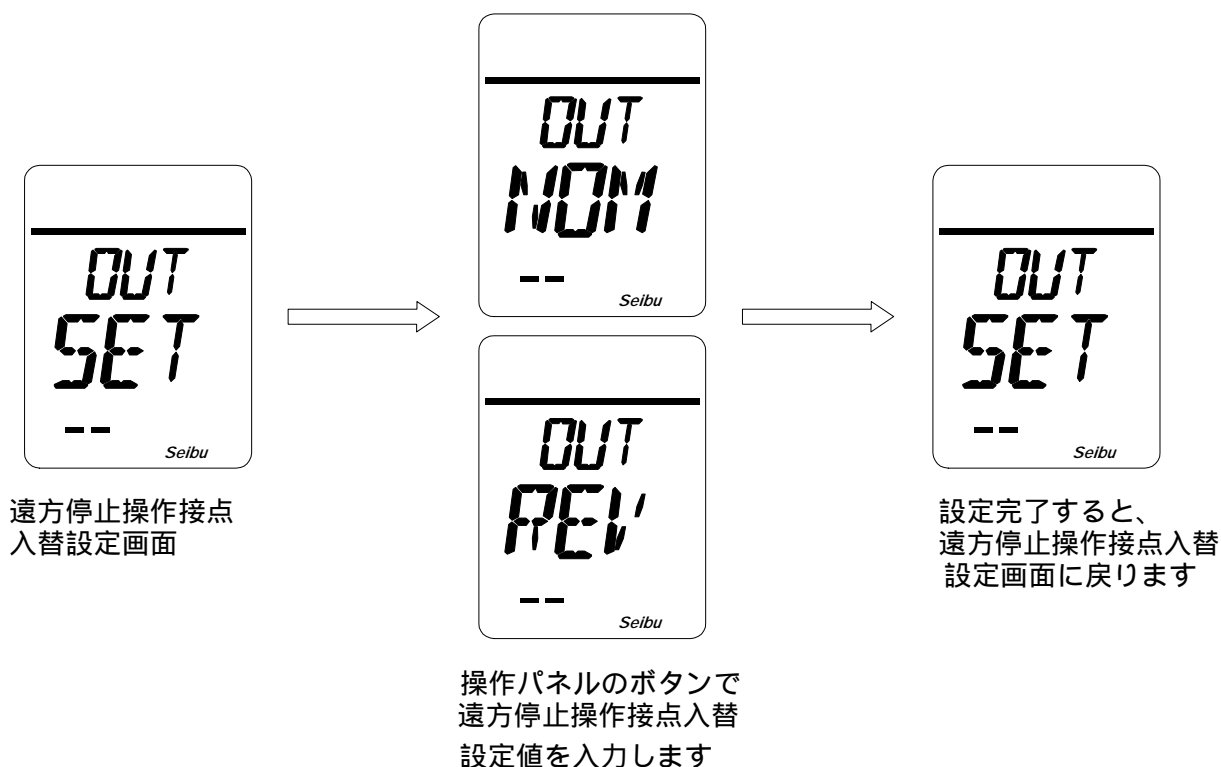 OUT
SET
--
Seibu
遠方停止操作接点
入替設定画面
OUT
NOM
--
Seibu
OUT
REV
--
Seibu
操作パネルのボタンで
遠方停止操作接点入替
設定値を入力します
OUT
SET
--
Seibu
設定完了すると、
遠方停止操作接点入替
設定画面に戻ります